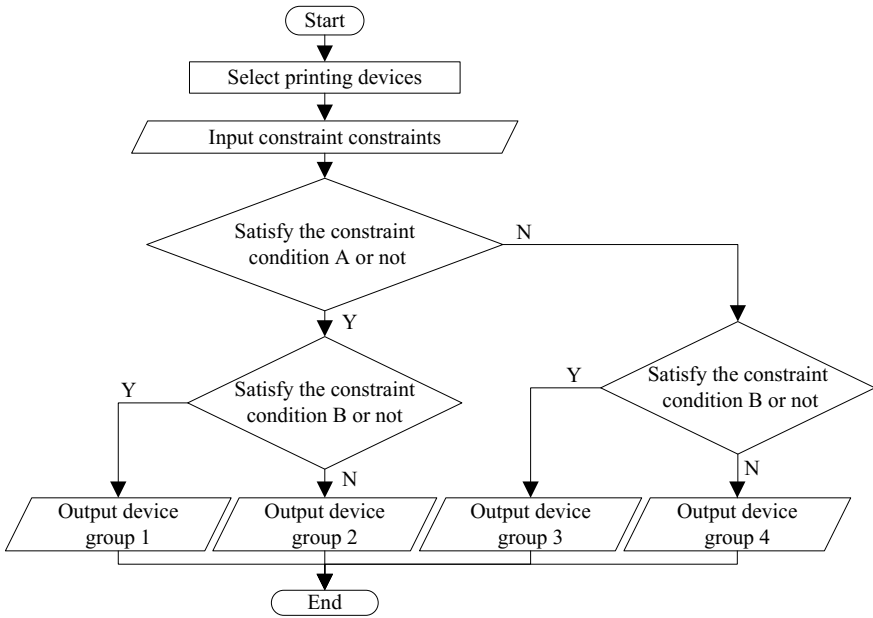 Start
Select printing devices
Input constraint constraints
Satisfy the constraint
condition A or not
N
Y
Satisfy the constraint
condition B or not
Y
N
Satisfy the constraint
condition B or not
Y
N
Output device
group 1
Output device
group 2
Output device
group 3
Output device
group 4
End